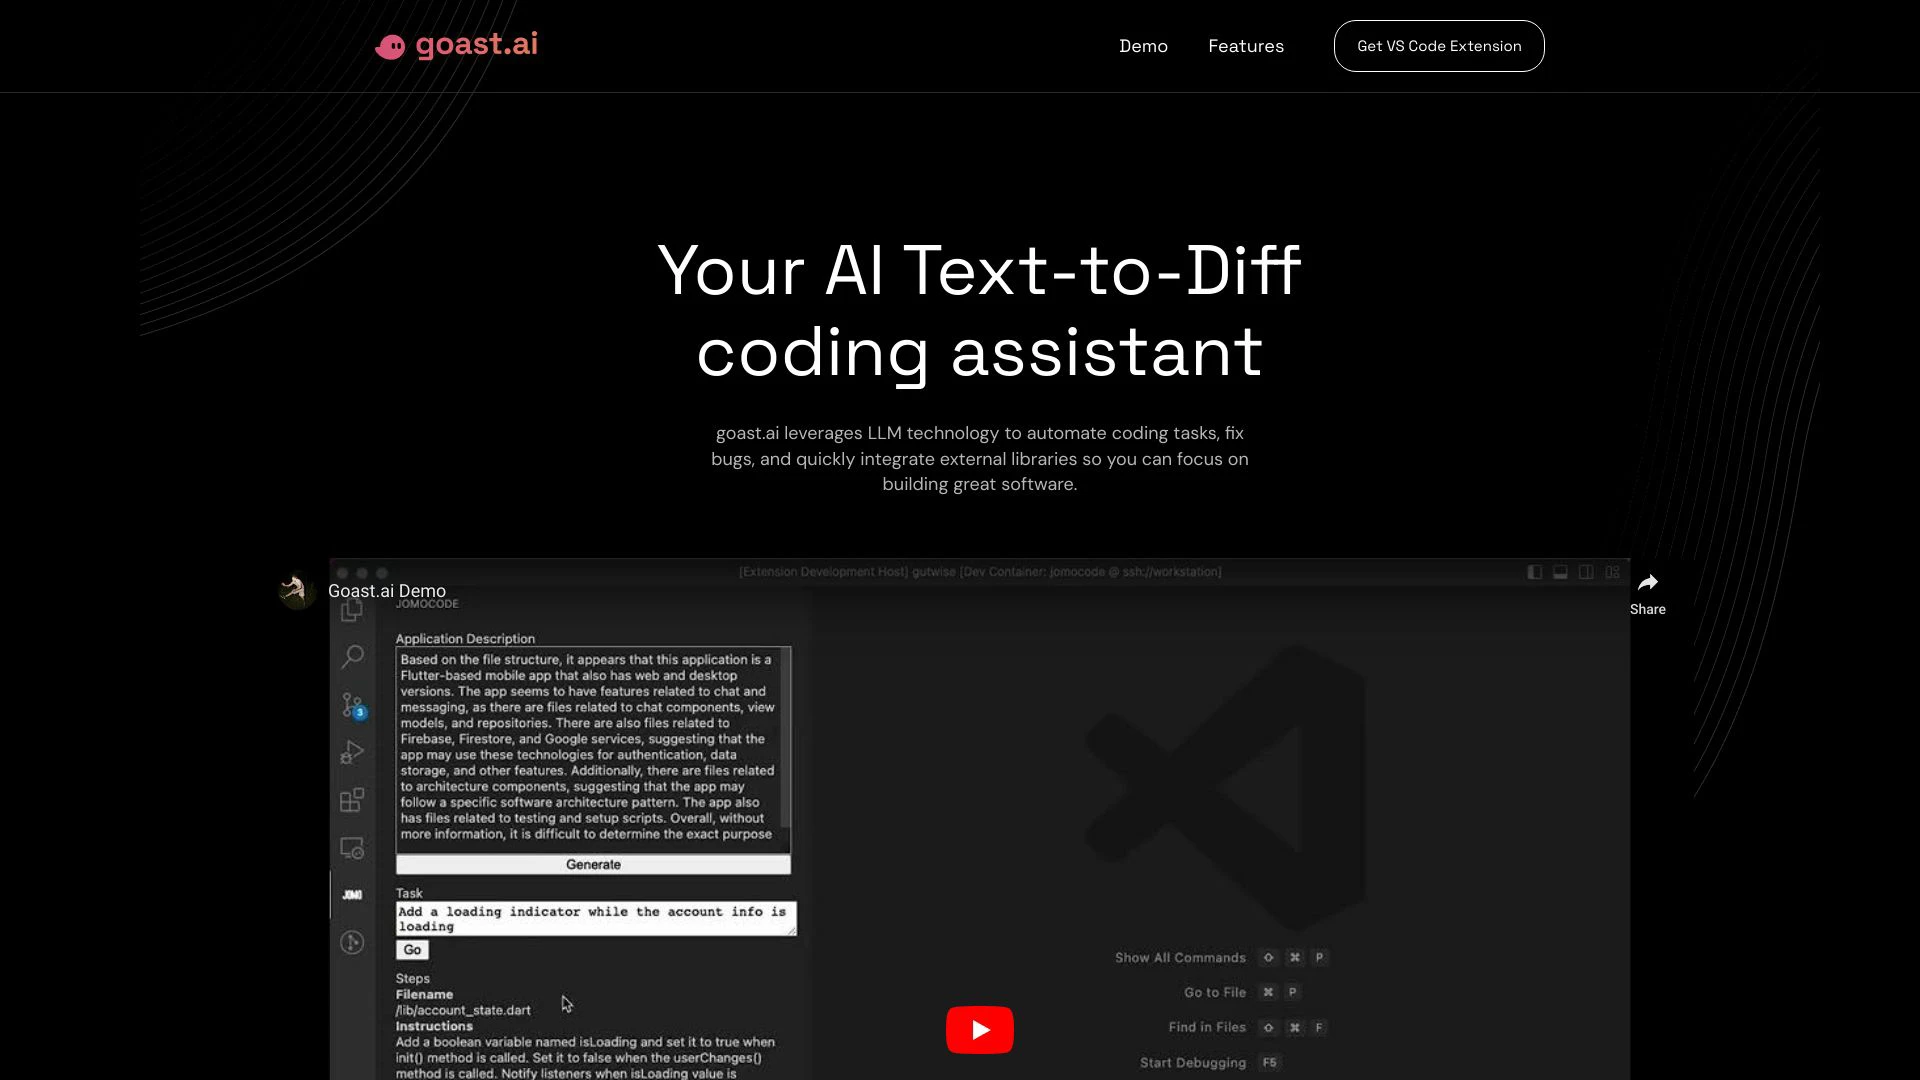 goast.ai
Demo
Features
Get VS Code Extension
Your AI Text-to-Diff
coding assistant
goast.ai leverages LLM technology to automate coding tasks, fix
bugs, and quickly integrate external libraries so you can focus on
building great software.
[Extension Development Host] gutwise [Dev Container: jomocode @ ssh://workstation]
Goast.ai Demo
Share
JOMOCODE
Application Description
Based on the file structure, it appears that this application is a
Flutter-based mobile app that also has web and desktop
versions. The app seems to have features related to chat and
messaging, as there are files related to chat components, view
models, and repositories. There are also files related to
Firebase, Firestore, and Google services, suggesting that the
app may use these technologies for authentication, data
storage, and other features. Additionally, there are files related
to architecture components, suggesting that the app may
follow a specific software architecture pattern. The app also
has files related to testing and setup scripts. Overall, without
more information, it is difficult to determine the exact purpose
Generate
3
JOMO
Task
Add a loading indicator while the account info is
loading
Go
Steps
Filename
/lib/account_state.dart
Instructions
Add a boolean variable named isLoading and set it to true when
init() method is called. Set it to false when the userChanges()
method is called. Notify listeners when isLoading value is
Show All Commands ⇧ ⌘ P
Go to File ⌘ P
Find in Files ⇧ ⌘ F
Start Debugging F5